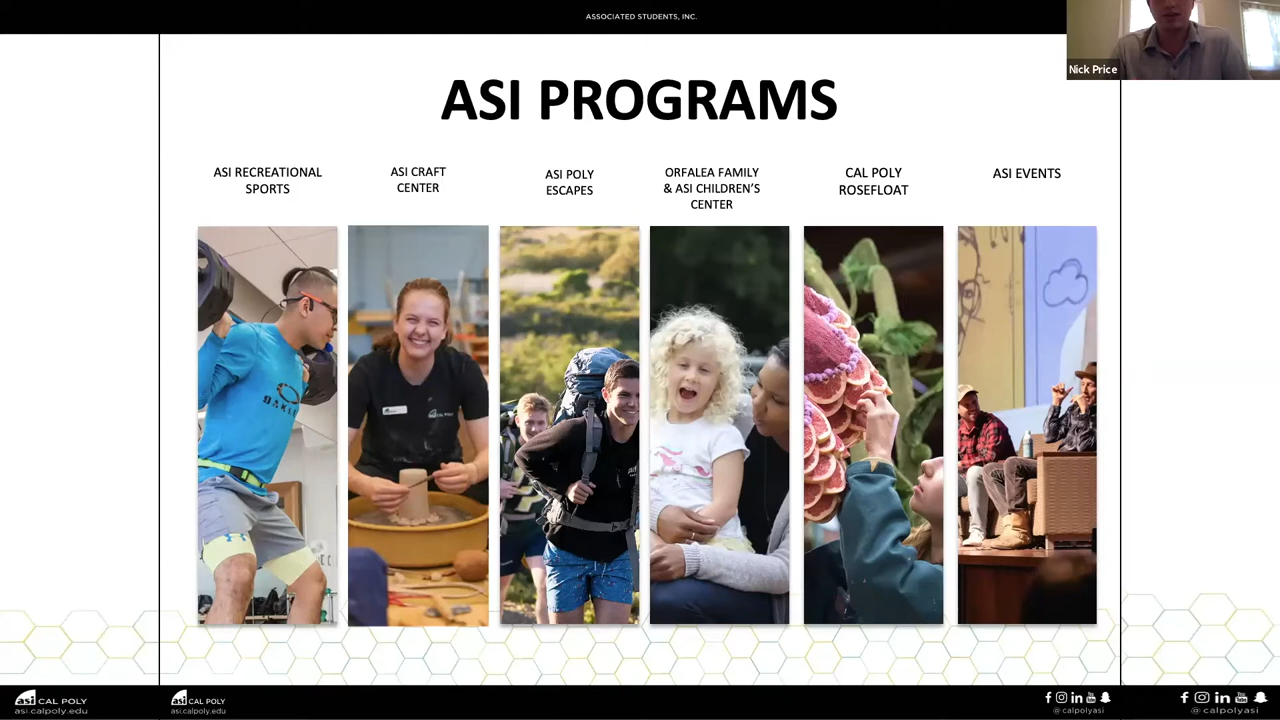 ASSOCIATED STUDENTS, INC.
Nick Price
ASI PROGRAMS
ASI RECREATIONAL
SPORTS
ASI CRAFT
CENTER
ASI POLY
ESCAPES
ORFALEA FAMILY
& ASI CHILDREN'S
CENTER
CAL POLY
ROSEFLOAT
ASI EVENTS
asi CAL POLY
asi.calpoly.edu
asi CAL POLY
asi.calpoly.edu
@calpolyasi
@calpolyasi